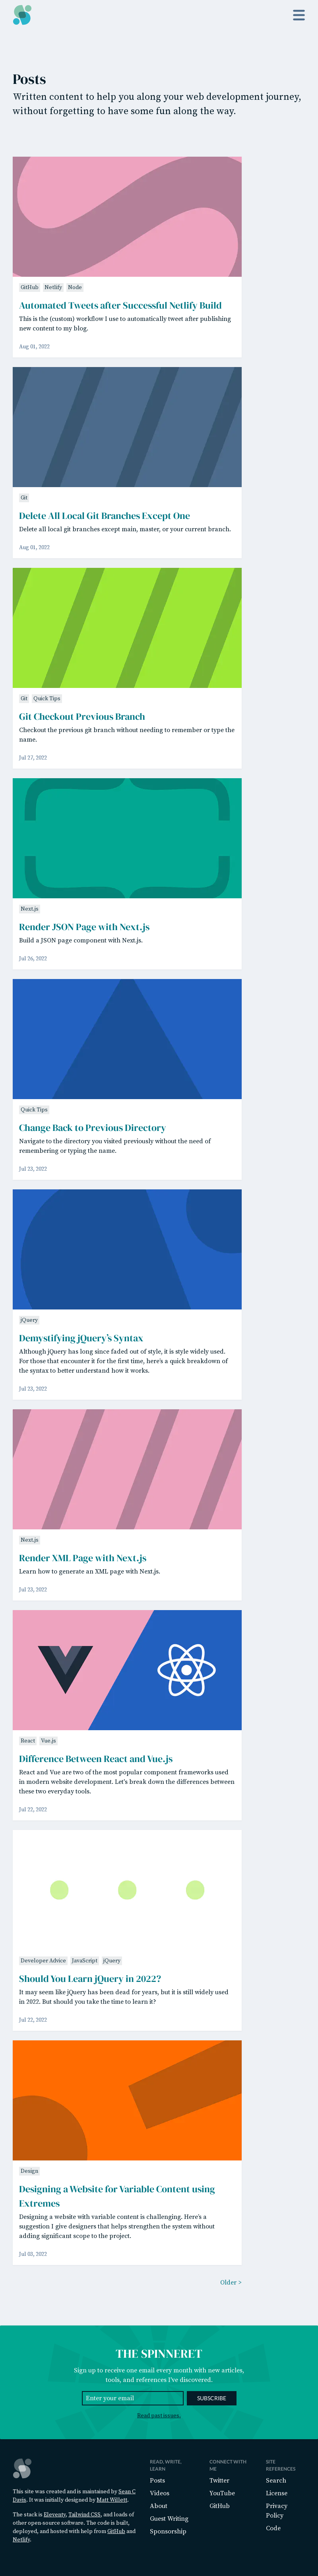 Posts
Written content to help you along your web development journey,
without forgetting to have some fun along the way.
GitHub Netlify Node
Automated Tweets after Successful Netlify Build
This is the (custom) workflow I use to automatically tweet after publishing
new content to my blog.
Aug 01, 2022
Git
Delete All Local Git Branches Except One
Delete all local git branches except main, master, or your current branch.
Aug 01, 2022
Git Quick Tips
Git Checkout Previous Branch
Checkout the previous git branch without needing to remember or type the
name.
Jul 27, 2022
Next.js
Render JSON Page with Next.js
Build a JSON page component with Next.js.
Jul 26, 2022
Quick Tips
Change Back to Previous Directory
Navigate to the directory you visited previously without the need of
remembering or typing the name.
Jul 23, 2022
jQuery
Demystifying jQuery's Syntax
Although jQuery has long since faded out of style, it is style widely used.
For those that encounter it for the first time, here's a quick breakdown of
the syntax to better understand how it works.
Jul 23, 2022
Next.js
Render XML Page with Next.js
Learn how to generate an XML page with Next.js.
Jul 23, 2022
React Vue.js
Difference Between React and Vue.js
React and Vue are two of the most popular component frameworks used
in modern website development. Let's break down the differences between
these two everyday tools.
Jul 22, 2022
Developer Advice JavaScript jQuery
Should You Learn jQuery in 2022?
It may seem like jQuery has been dead for years, but it is still widely used
in 2022. But should you take the time to learn it?
Jul 22, 2022
Design
Designing a Website for Variable Content using
Extremes
Designing a website with variable content is challenging. Here's a
suggestion I give designers that helps strengthen the system without
adding significant scope to the project.
Jul 03, 2022
Older >
THE SPINNERET
Sign up to receive one email every month with new articles,
tools, and references I've discovered.
Enter your email
SUBSCRIBE
Read past issues.
This site was created and is maintained by Sean C
Davis. It was initially designed by Matt Willett.
The stack is Eleventy, Tailwind CSS, and loads of
other open-source software. The code is built,
deployed, and hosted with help from GitHub and
Netlify.
READ. WRITE.
LEARN
Posts
Videos
About
Guest Writing
Sponsorship
CONNECT WITH
ME
Twitter
YouTube
GitHub
SITE
REFERENCES
Search
License
Privacy
Policy
Code